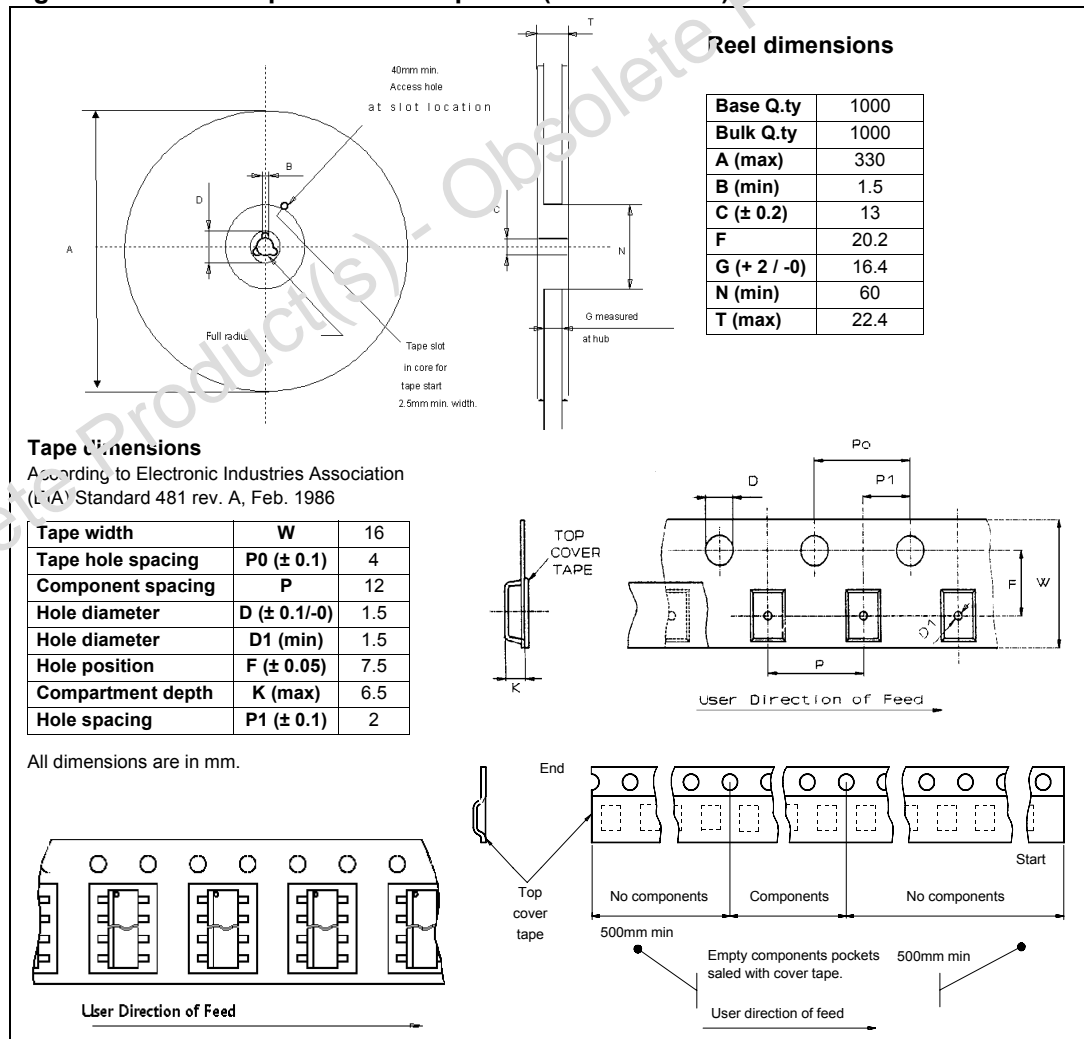 Obsolete Product(s) - Obsolete P
T
Reel dimensions
40mm min.
Access hole
at slot location
B
D
A
C
N
Full radiu
Tape slot
in core for
tape start
2.5mm min. width.
G measured
at hub
Base Q.ty 1000
Bulk Q.ty 1000
A (max) 330
B (min) 1.5
C (± 0.2) 13
F 20.2
G (+ 2 / -0) 16.4
N (min) 60
T (max) 22.4
Tape dimensions
According to Electronic Industries Association
(EIA) Standard 481 rev. A, Feb. 1986
Tape width W 16
Tape hole spacing P0 (± 0.1) 4
Component spacing P 12
Hole diameter D (± 0.1/-0) 1.5
Hole diameter D1 (min) 1.5
Hole position F (± 0.05) 7.5
Compartment depth K (max) 6.5
Hole spacing P1 (± 0.1) 2
All dimensions are in mm.
TOP
COVER
TAPE
K
Po
D
P1
F
W
D1
P
User Direction of Feed
End
Start
Top
cover
tape
No components
Components
No components
500mm min
Empty components pockets
saled with cover tape.
500mm min
User direction of feed
User Direction of Feed